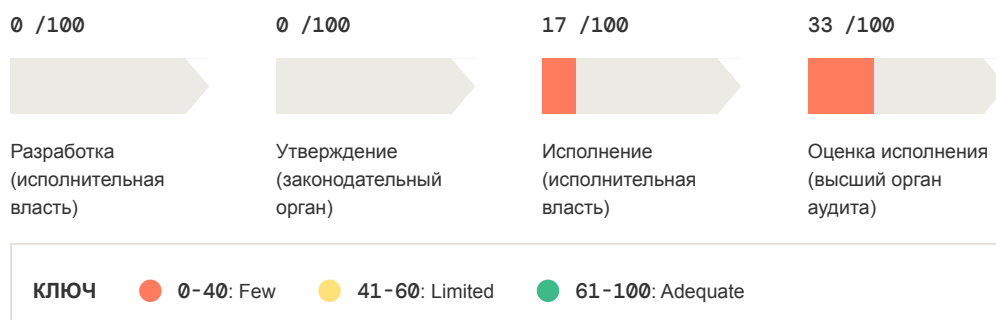 0 /100
0 /100
17 /100
33 /100
Разработка
(исполнительная
власть)
Утверждение
(законодательный
орган)
Исполнение
(исполнительная
власть)
Оценка исполнения
(высший орган
аудита)
КЛЮЧ 0-40: Few 41-60: Limited 61-100: Adequate